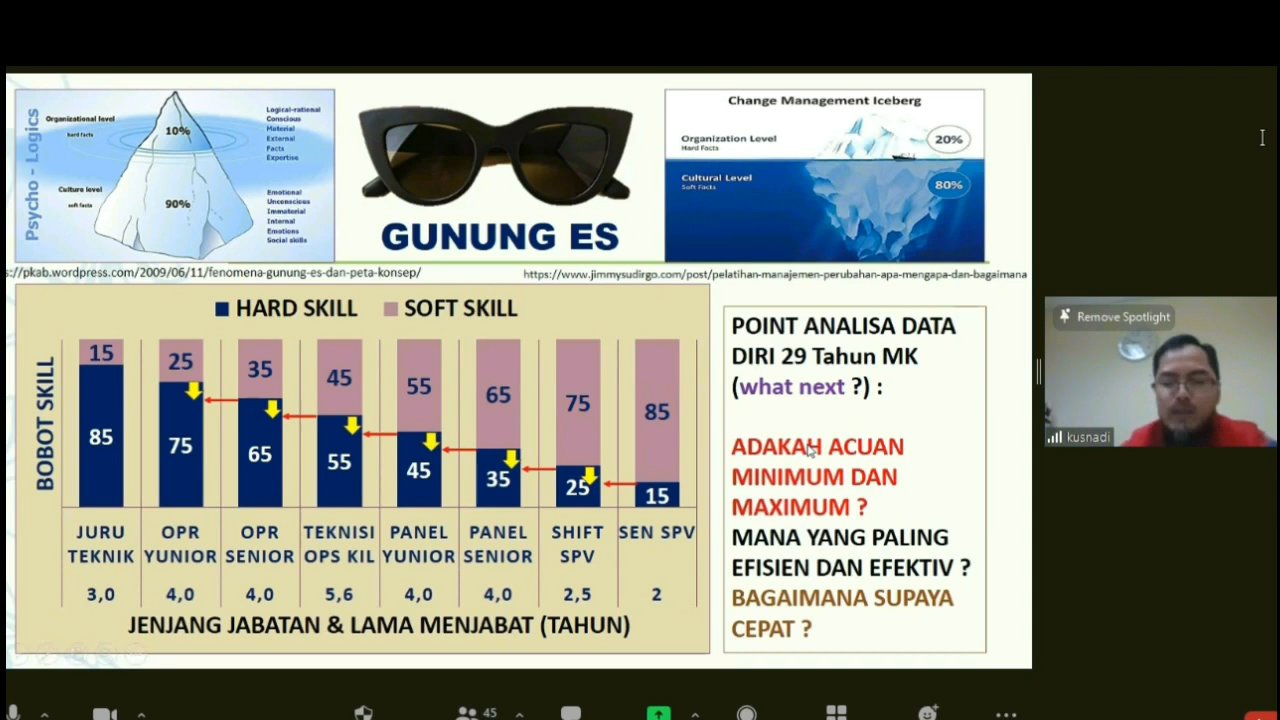 Psycho - Logics
Organizational level
hard facts
10%
Logical-rational
Conscious
Material
External
Facts
Expertise
Culture level
soft facts
90%
Emotional
Unconscious
Immaterial
Internal
Emotions
Social skills
GUNUNG ES
Change Management Iceberg
Organization Level
Hard Facts
20%
Cultural Level
Soft Facts
80%
s://pkab.wordpress.com/2009/06/11/fenomena-gunung-es-dan-peta-konsep/
https://www.jimmysudirgo.com/post/pelatihan-manajemen-perubahan-apa-mengapa-dan-bagaimana
HARD SKILL SOFT SKILL
BOBOT SKILL
15 25 35 45 55 65 75 85
85 75 65 55 45 35 25 15
JURU OPR OPR TEKNISI PANEL PANEL SHIFT SEN SPV
TEKNIK YUNIOR SENIOR OPS KIL YUNIOR SENIOR SPV
3,0 4,0 4,0 5,6 4,0 4,0 2,5 2
JENJANG JABATAN & LAMA MENJABAT (TAHUN)
POINT ANALISA DATA
DIRI 29 Tahun MK
(what next ?) :
ADAKAH ACUAN
MINIMUM DAN
MAXIMUM ?
MANA YANG PALING
EFISIEN DAN EFEKTIV ?
BAGAIMANA SUPAYA
CEPAT ?
Remove Spotlight
kusnadi
45